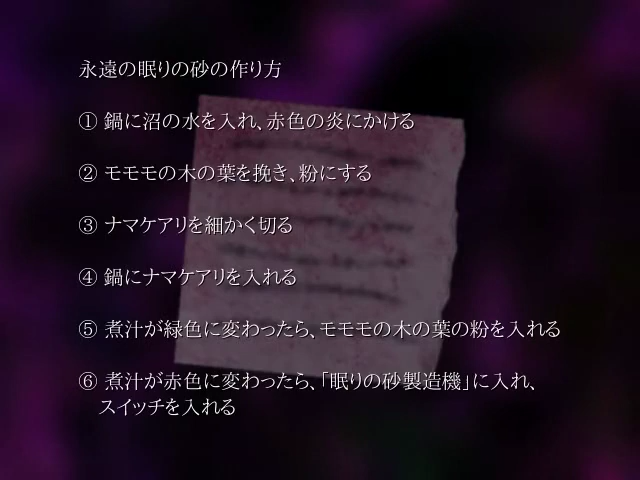 永遠の眠りの砂の作り方
① 鍋に沼の水を入れ、赤色の炎にかける
② モモモの木の葉を挽き、粉にする
③ ナマケアリを細かく切る
④ 鍋にナマケアリを入れる
⑤ 煮汁が緑色に変わったら、モモモの木の葉の粉を入れる
⑥ 煮汁が赤色に変わったら、「眠りの砂製造機」に入れ、
スイッチを入れる